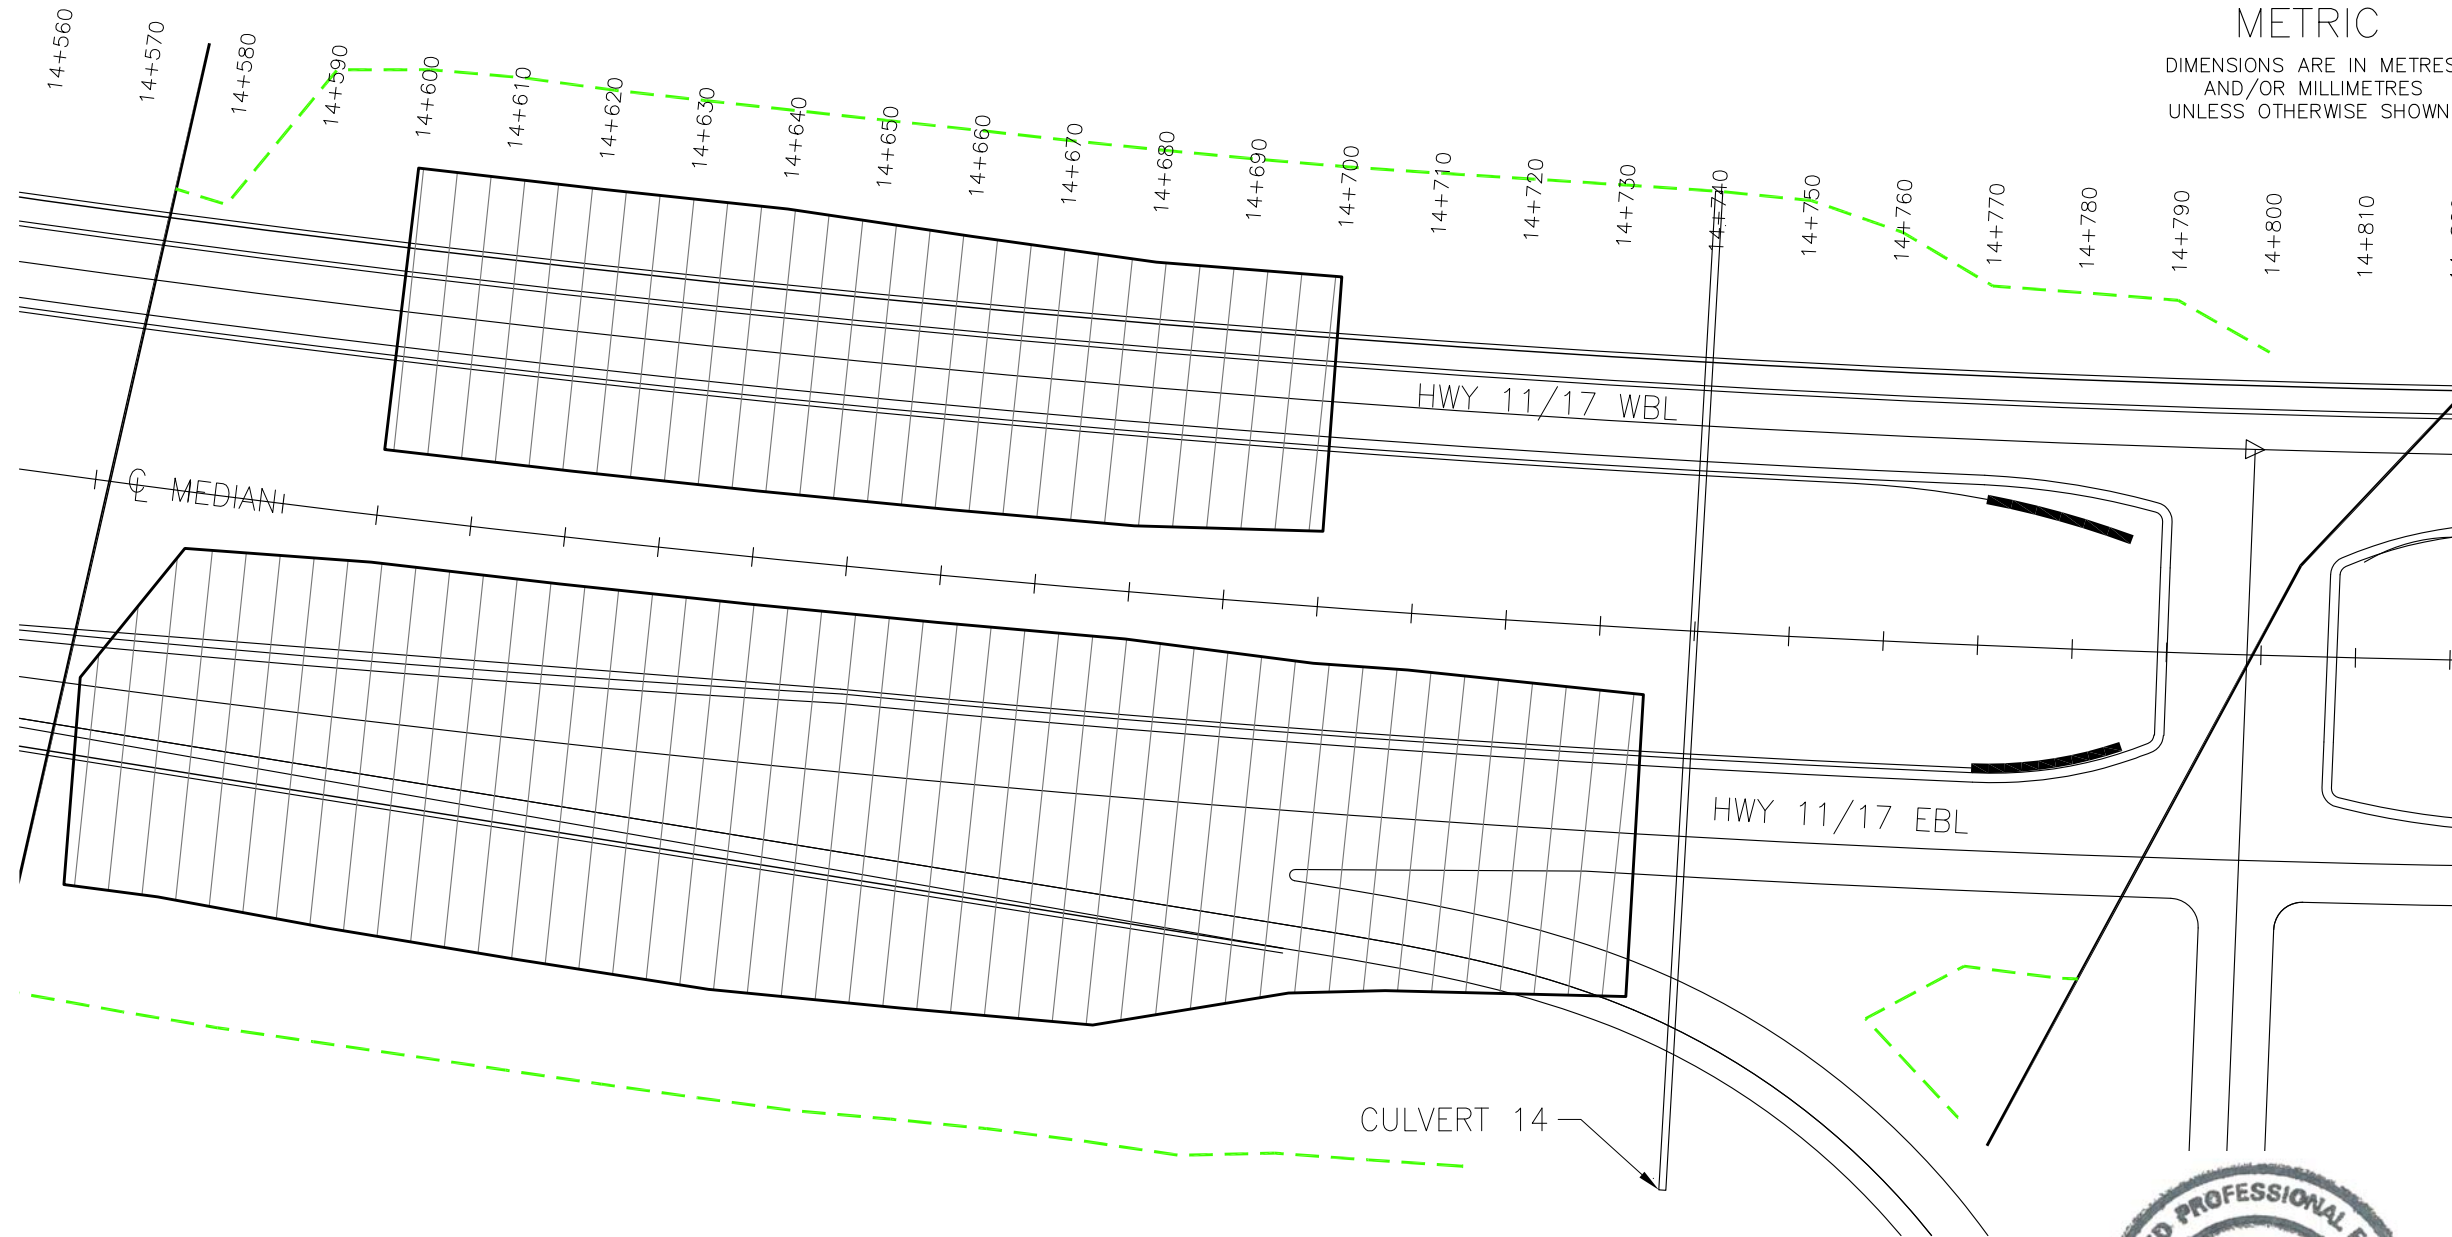 METRIC
DIMENSIONS ARE IN METRES
AND/OR MILLIMETRES
UNLESS OTHERWISE SHOWN
14+560
14+570
14+580
14+590
14+600
14+610
14+620
14+630
14+640
14+650
14+660
14+670
14+680
14+690
14+700
14+710
14+720
14+730
14+740
14+750
14+760
14+770
14+780
14+790
14+800
14+810
HWY 11/17 WBL
℄ MEDIANI
HWY 11/17 EBL
CULVERT 14
PROFESSIONAL